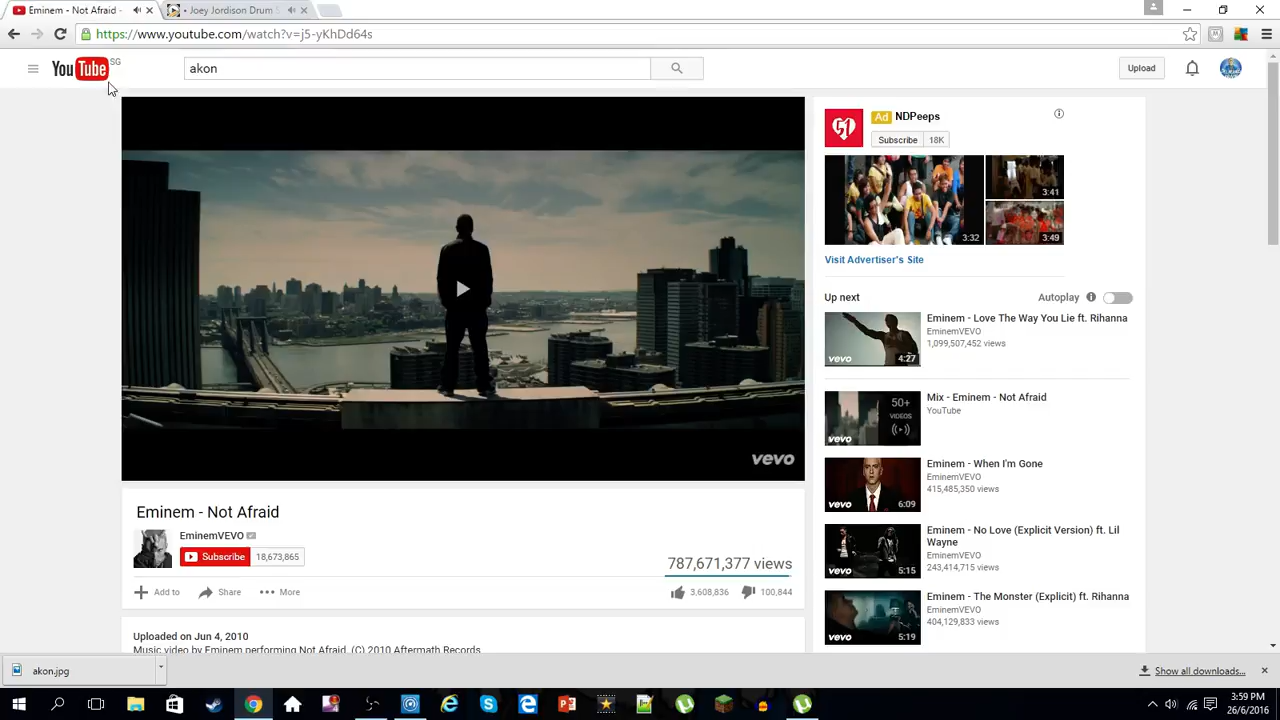 Eminem - Not Afraid -
Joey Jordison Drum S
https://www.youtube.com/watch?v=j5-yKhDd64s
YouTube SG
akon
Upload
51
Ad NDPeeps
Subscribe 18K
3:41
3:32
3:49
Visit Advertiser's Site
Up next
Autoplay
Eminem - Love The Way You Lie ft. Rihanna
EminemVEVO
1,099,507,452 views
vevo
4:27
Mix - Eminem - Not Afraid
YouTube
50+
VIDEOS
vevo
Eminem - When I'm Gone
EminemVEVO
415,485,350 views
vevo
6:09
Eminem - No Love (Explicit Version) ft. Lil
Wayne
EminemVEVO
243,414,715 views
vevo
5:15
Eminem - The Monster (Explicit) ft. Rihanna
EminemVEVO
404,129,833 views
vevo
5:19
vevo
Eminem - Not Afraid
EminemVEVO
Subscribe 18,673,865
787,671,377 views
Add to Share More
3,608,836 100,844
Uploaded on Jun 4, 2010
Music video by Eminem performing Not Afraid. (C) 2010 Aftermath Records
akon.jpg
Show all downloads...
3:59 PM
26/6/2016